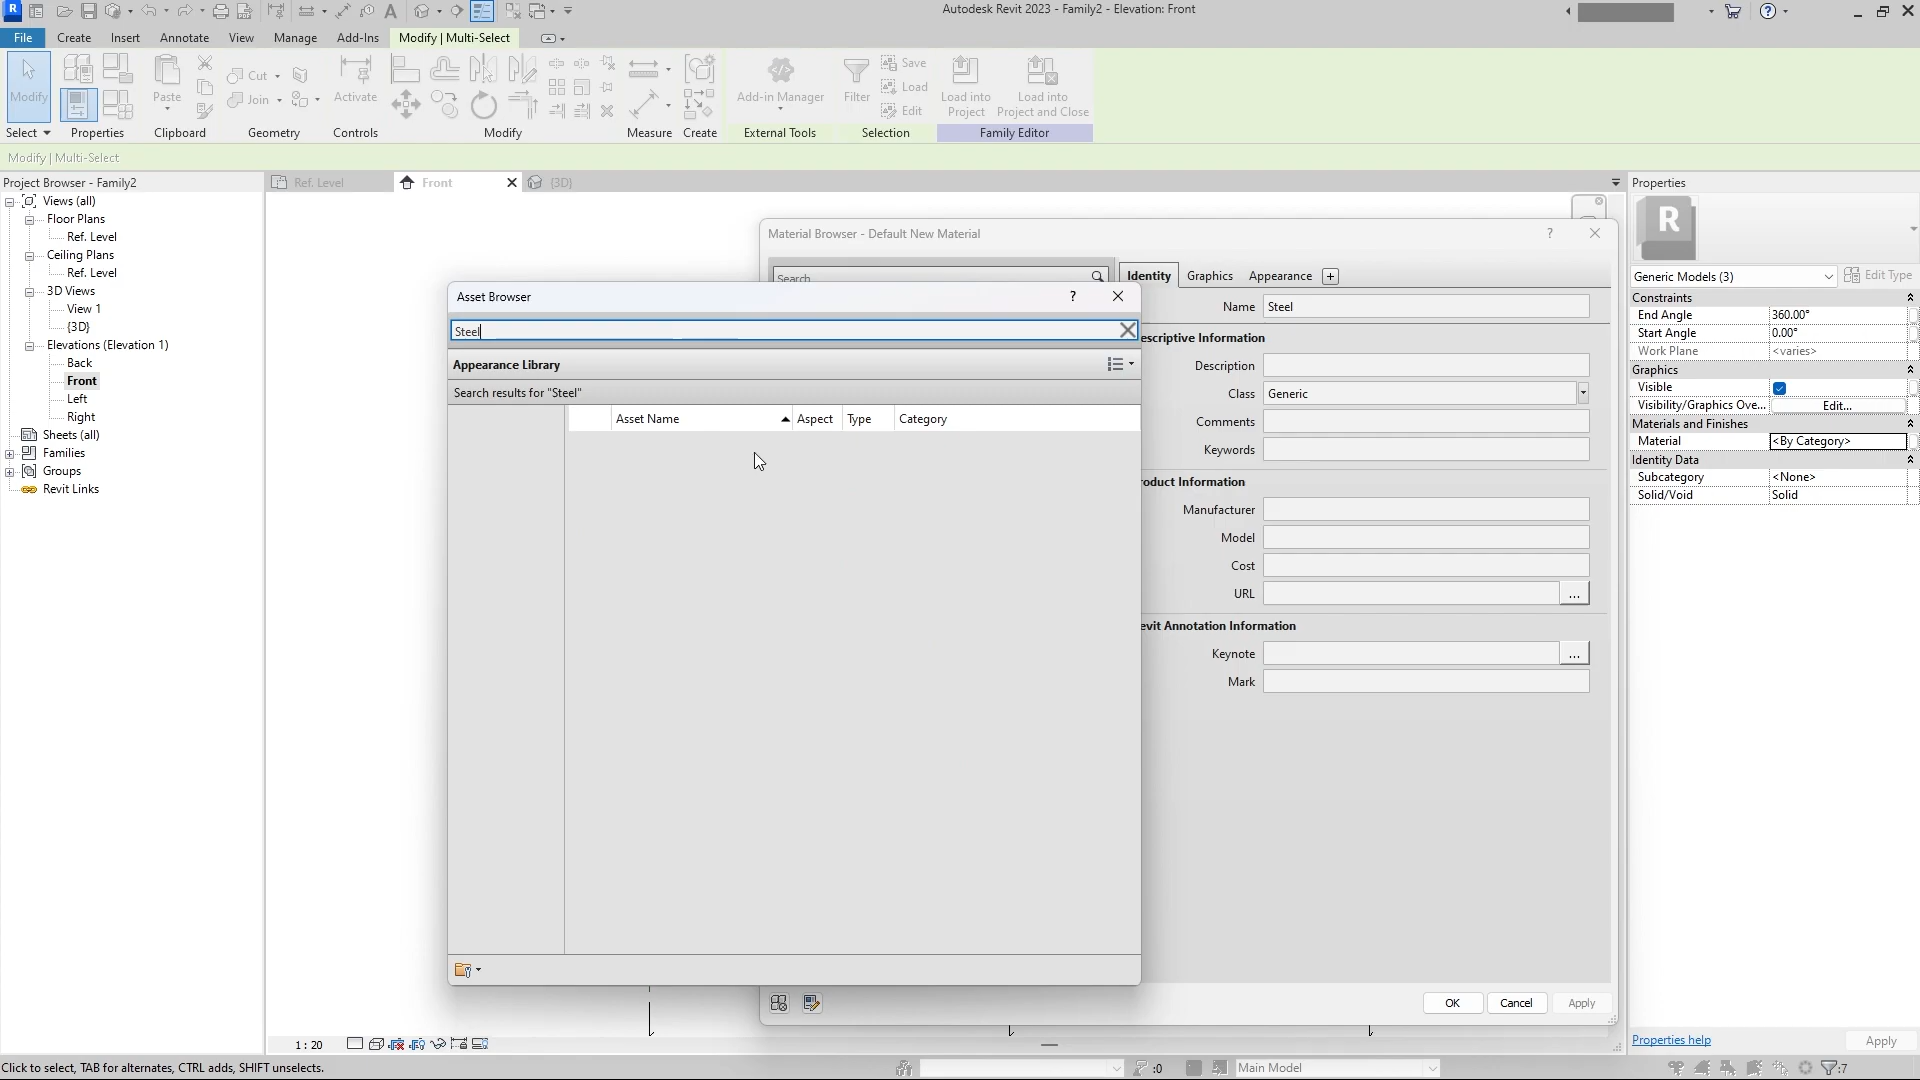 R
A
Autodesk Revit 2023 - Family2 - Elevation: Front
?
File
Create
Insert
Annotate
View
Manage
Add-Ins
Modify | Multi-Select
Modify
Paste
Cut
Join
Activate
Add-in Manager
Filter
Save
Load
Edit
Load into
Project
Load into
Project and Close
Select
Properties
Clipboard
Geometry
Controls
Modify
Measure
Create
External Tools
Selection
Family Editor
Modify | Multi-Select
Project Browser - Family2
Views (all)
Floor Plans
Ref. Level
Ceiling Plans
Ref. Level
3D Views
View 1
{3D}
Elevations (Elevation 1)
Back
Front
Left
Right
Sheets (all)
Families
Groups
Revit Links
Ref. Level
Front
{3D}
Material Browser - Default New Material
?
Search
Identity
Graphics
Appearance
+
Name
Steel
escriptive Information
Description
Class
Generic
Comments
Keywords
roduct Information
Manufacturer
Model
Cost
URL
...
evit Annotation Information
Keynote
...
Mark
OK
Cancel
Apply
Asset Browser
?
Steel
Appearance Library
Search results for "Steel"
Asset Name
Aspect
Type
Category
Properties
R
Generic Models (3)
Edit Type
Constraints
End Angle
360.00°
Start Angle
0.00°
Work Plane
<varies>
Graphics
Visible
Visibility/Graphics Ove...
Edit...
Materials and Finishes
Material
<By Category>
Identity Data
Subcategory
<None>
Solid/Void
Solid
Properties help
Apply
1 : 20
Click to select, TAB for alternates, CTRL adds, SHIFT unselects.
:0
Main Model
:7